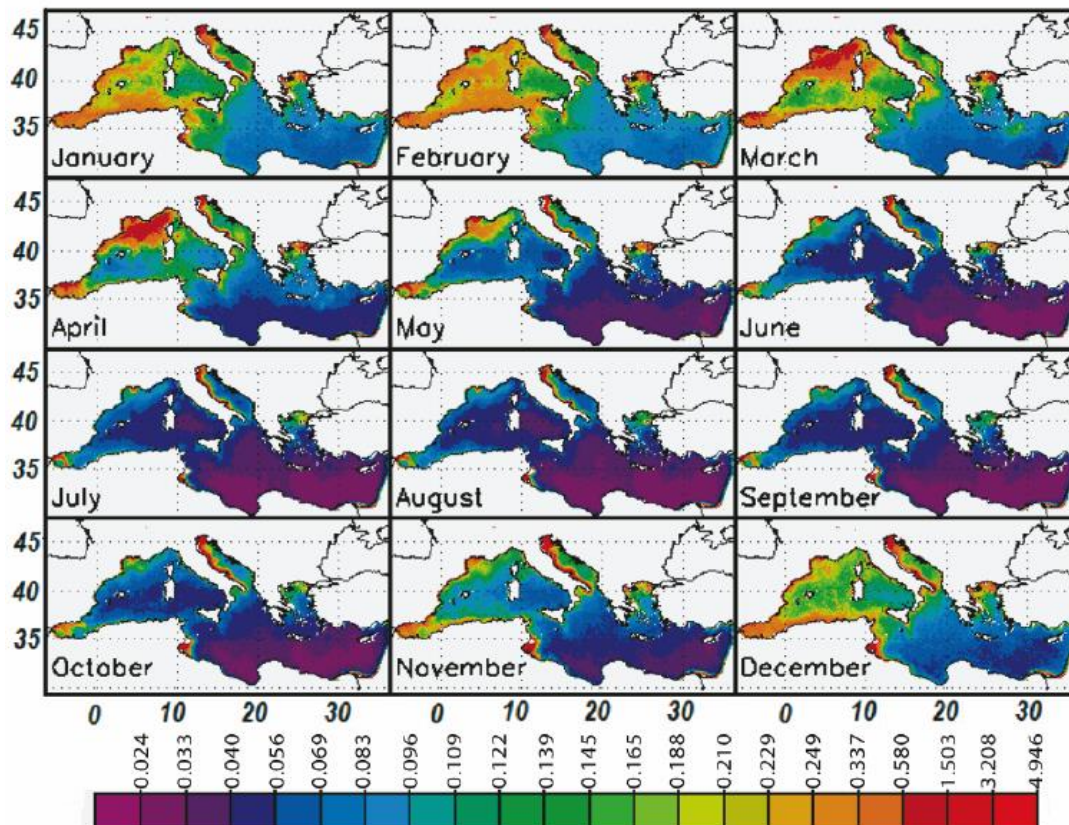 45
40
35
January February March
April May June
45
40
35
July August September
45
40
35
October November December
0 10 20 30 0 10 20 30 0 10 20 30
0.024 0.033 0.040 0.056 0.069 0.083 0.096 0.109 0.122 0.139 0.145 0.165 0.188 0.210 0.229 0.249 0.337 0.580 1.503 3.208 4.946